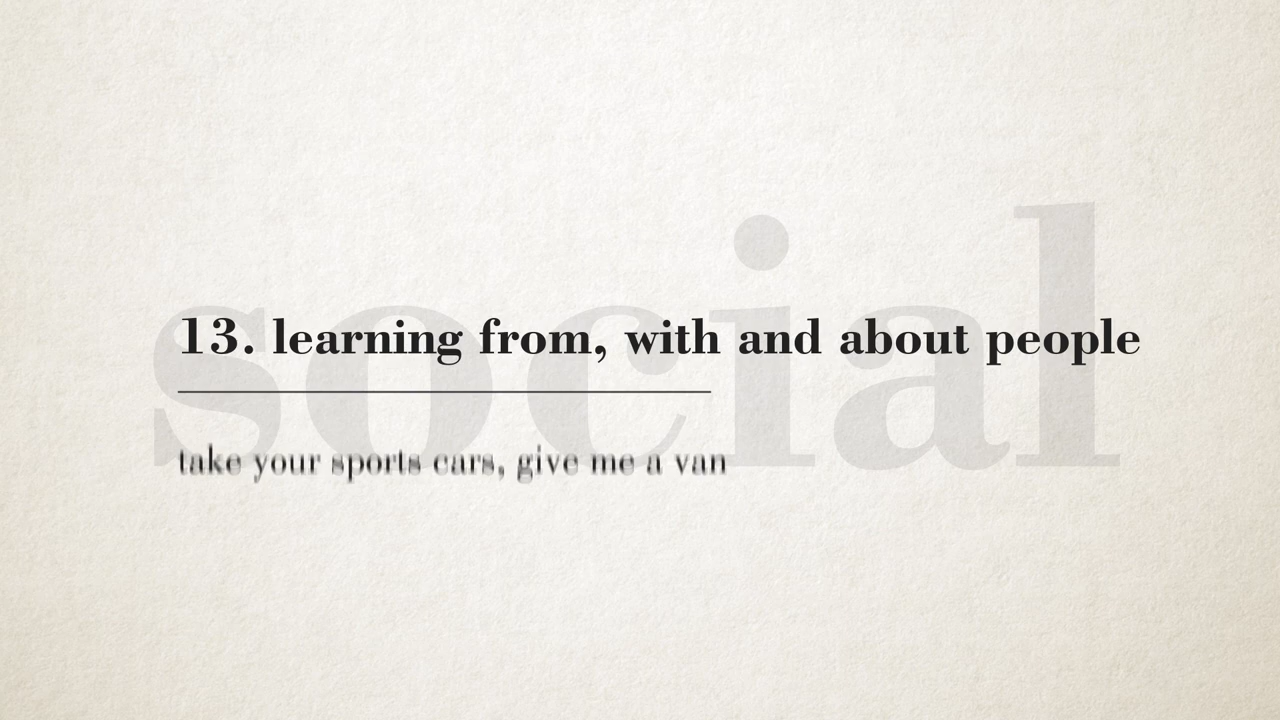 social
13. learning from, with and about people
take your sports cars, give me a van